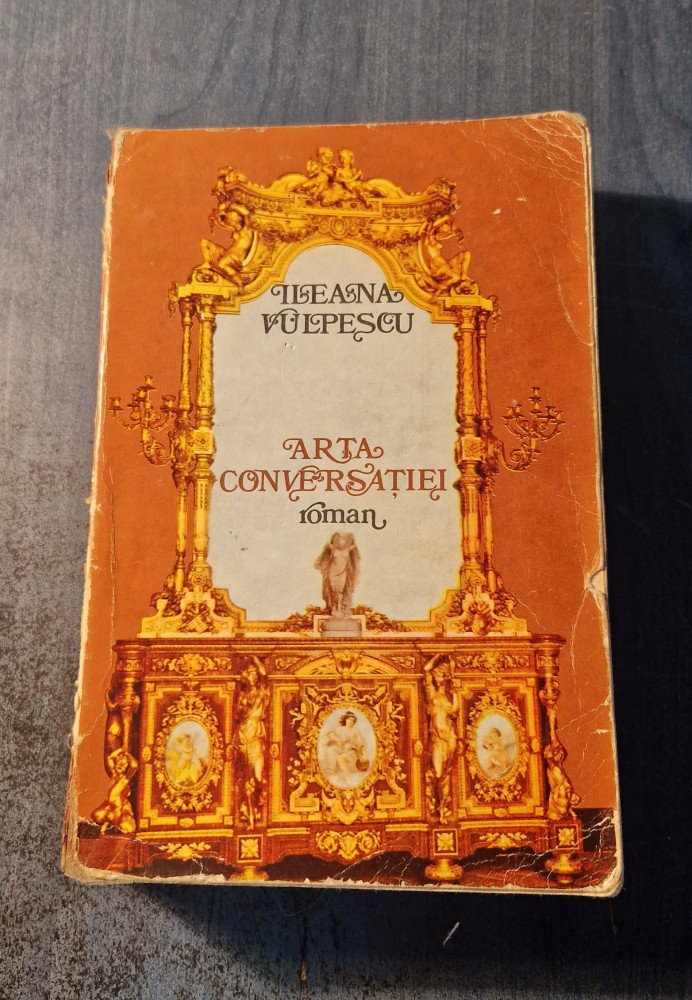 ILEANA
VULPESCU
ARTA
CONVERSAȚIEI
roman